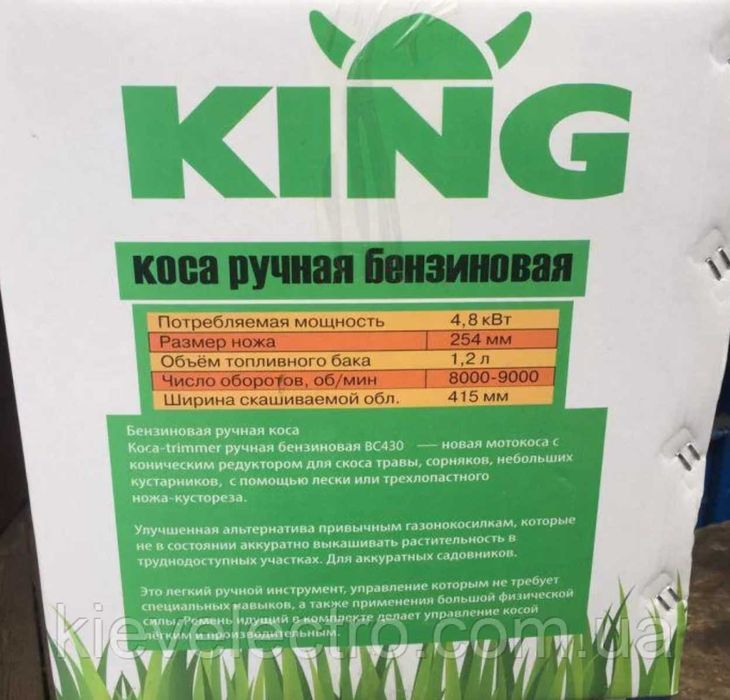 KING
коса ручная бензиновая
Потребляемая мощность 4,8 кВт
Размер ножа 254 мм
Объём топливного бака 1,2 л
Число оборотов, об/мин 8000-9000
Ширина скашиваемой обл. 415 мм
Бензиновая ручная коса
Коса-trimmer ручная бензиновая BC430 — новая мотокоса с
коническим редуктором для скоса травы, сорняков, небольших
кустарников, с помощью лески или трехлопастного
ножа-кустореза.
Улучшенная альтернатива привычным газонокосилкам, которые
не в состоянии аккуратно выкашивать растительность в
труднодоступных участках. Для аккуратных садовников.
Это легкий ручной инструмент, управление которым не требует
специальных навыков, а также применения большой физической
силы. Ремень идущий в комплекте делает управление косой
легким и производительным.
kievelectro.com.ua